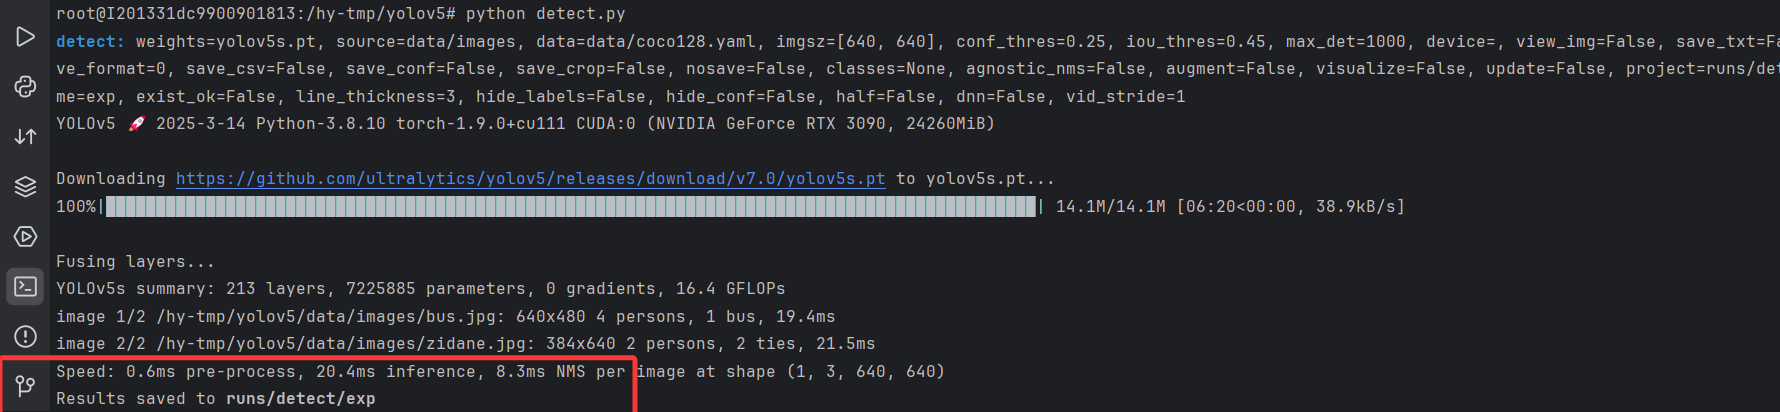 root@I201331dc9900901813:/hy-tmp/yolov5# python detect.py
detect: weights=yolov5s.pt, source=data/images, data=data/coco128.yaml, imgsz=[640, 640], conf_thres=0.25, iou_thres=0.45, max_det=1000, device=, view_img=False, save_txt=Fa
ve_format=0, save_csv=False, save_conf=False, save_crop=False, nosave=False, classes=None, agnostic_nms=False, augment=False, visualize=False, update=False, project=runs/det
me=exp, exist_ok=False, line_thickness=3, hide_labels=False, hide_conf=False, half=False, dnn=False, vid_stride=1
YOLOv5 🚀 2025-3-14 Python-3.8.10 torch-1.9.0+cu111 CUDA:0 (NVIDIA GeForce RTX 3090, 24260MiB)
Downloading https://github.com/ultralytics/yolov5/releases/download/v7.0/yolov5s.pt to yolov5s.pt...
100%| | 14.1M/14.1M [06:20<00:00, 38.9kB/s]
Fusing layers...
YOLOv5s summary: 213 layers, 7225885 parameters, 0 gradients, 16.4 GFLOPs
image 1/2 /hy-tmp/yolov5/data/images/bus.jpg: 640x480 4 persons, 1 bus, 19.4ms
image 2/2 /hy-tmp/yolov5/data/images/zidane.jpg: 384x640 2 persons, 2 ties, 21.5ms
Speed: 0.6ms pre-process, 20.4ms inference, 8.3ms NMS per image at shape (1, 3, 640, 640)
Results saved to runs/detect/exp